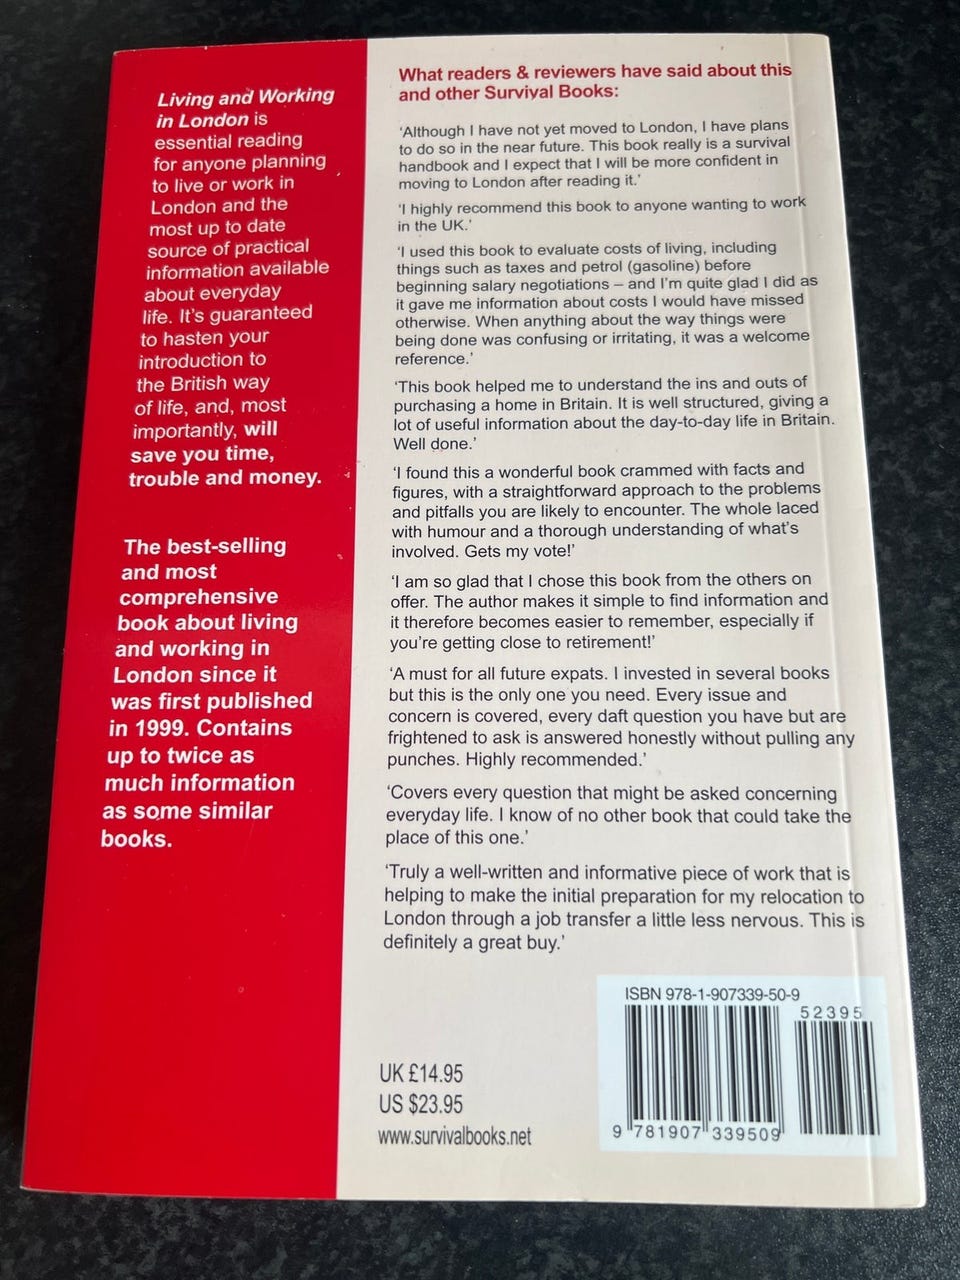 Living and Working
in London is
essential reading
for anyone planning
to live or work in
London and the
most up to date
source of practical
information available
about everyday
life. It's guaranteed
to hasten your
introduction to
the British way
of life, and, most
importantly, will
save you time,
trouble and money.
The best-selling
and most
comprehensive
book about living
and working in
London since it
was first published
in 1999. Contains
up to twice as
much information
as some similar
books.
What readers & reviewers have said about this
and other Survival Books:
‘Although I have not yet moved to London, I have plans
to do so in the near future. This book really is a survival
handbook and I expect that I will be more confident in
moving to London after reading it.’
‘I highly recommend this book to anyone wanting to work
in the UK.’
‘I used this book to evaluate costs of living, including
things such as taxes and petrol (gasoline) before
beginning salary negotiations – and I’m quite glad I did as
it gave me information about costs I would have missed
otherwise. When anything about the way things were
being done was confusing or irritating, it was a welcome
reference.’
‘This book helped me to understand the ins and outs of
purchasing a home in Britain. It is well structured, giving a
lot of useful information about the day-to-day life in Britain.
Well done.’
‘I found this a wonderful book crammed with facts and
figures, with a straightforward approach to the problems
and pitfalls you are likely to encounter. The whole laced
with humour and a thorough understanding of what’s
involved. Gets my vote!’
‘I am so glad that I chose this book from the others on
offer. The author makes it simple to find information and
it therefore becomes easier to remember, especially if
you’re getting close to retirement!’
‘A must for all future expats. I invested in several books
but this is the only one you need. Every issue and
concern is covered, every daft question you have but are
frightened to ask is answered honestly without pulling any
punches. Highly recommended.’
‘Covers every question that might be asked concerning
everyday life. I know of no other book that could take the
place of this one.’
‘Truly a well-written and informative piece of work that is
helping to make the initial preparation for my relocation to
London through a job transfer a little less nervous. This is
definitely a great buy.’
UK £14.95
US $23.95
www.survivalbooks.net
ISBN 978-1-907339-50-9
52395
9 781907 339509